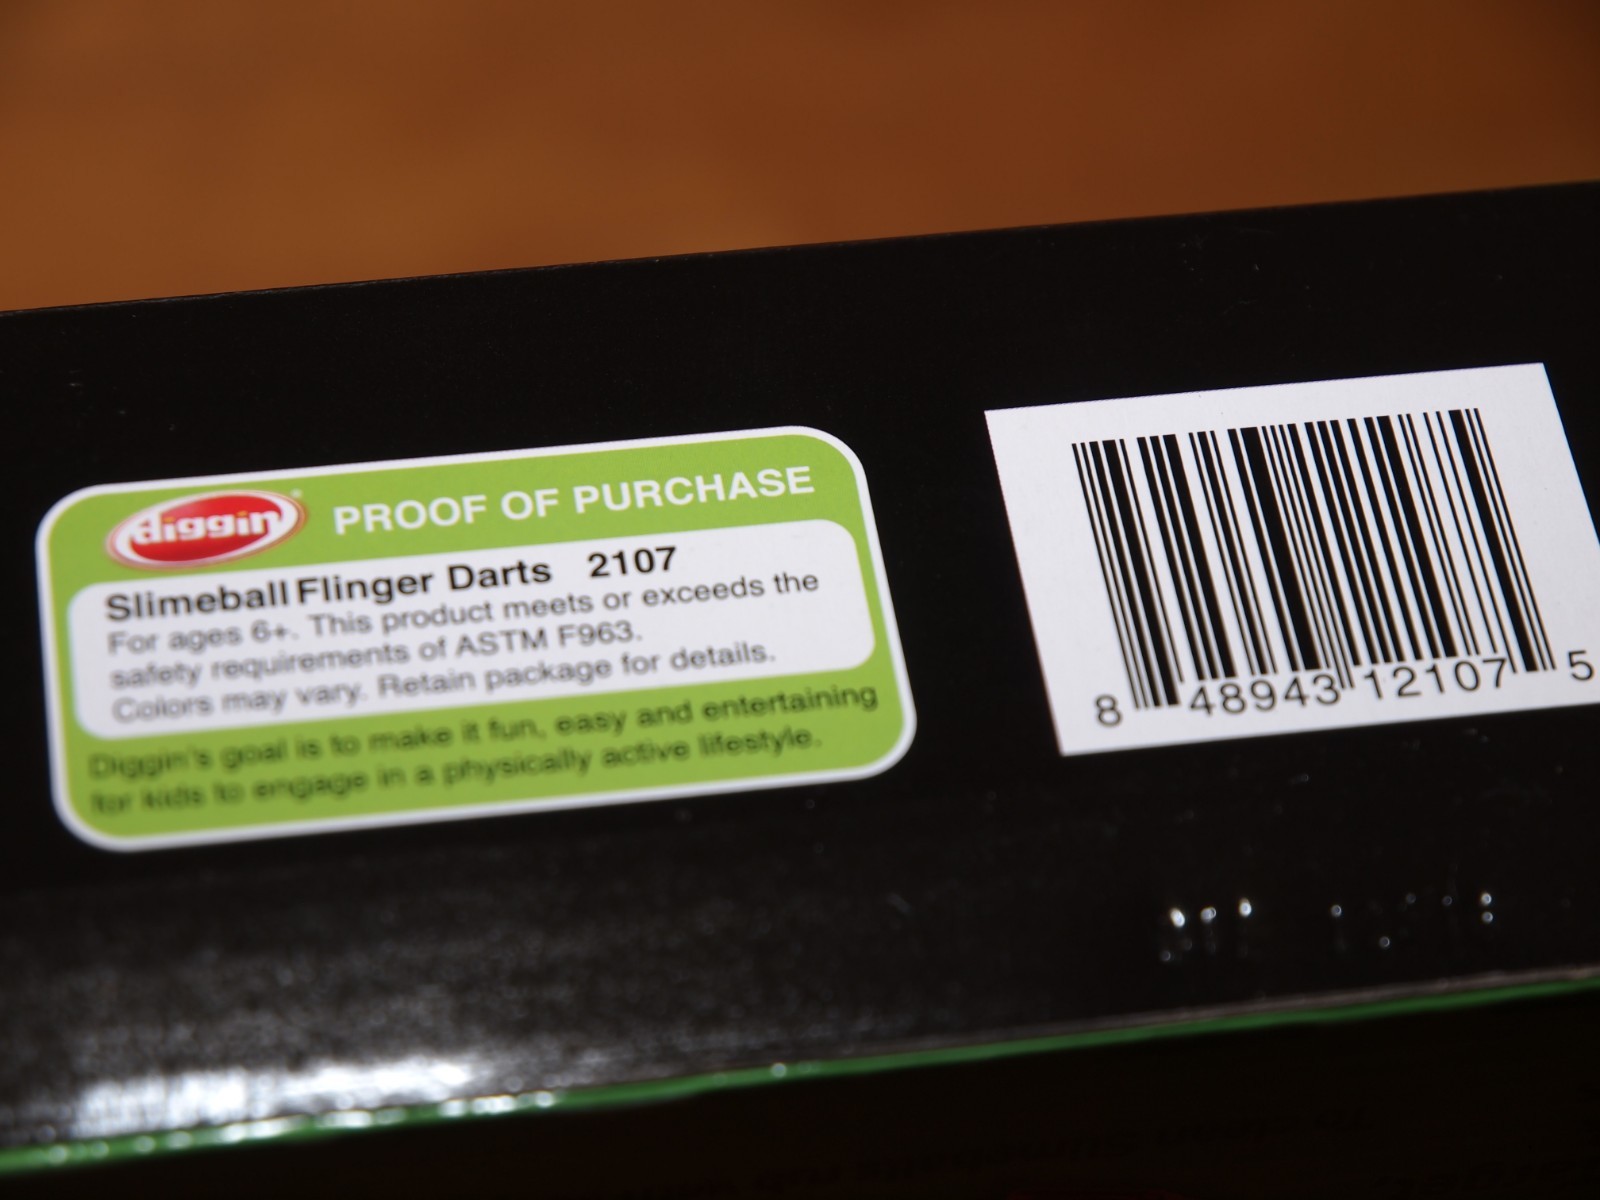 diggin® PROOF OF PURCHASE
Slimeball Flinger Darts 2107
For ages 6+. This product meets or exceeds the
safety requirements of ASTM F963.
Colors may vary. Retain package for details.
Diggin's goal is to make it fun, easy and entertaining
for kids to engage in a physically active lifestyle.
8 48943 12107 5